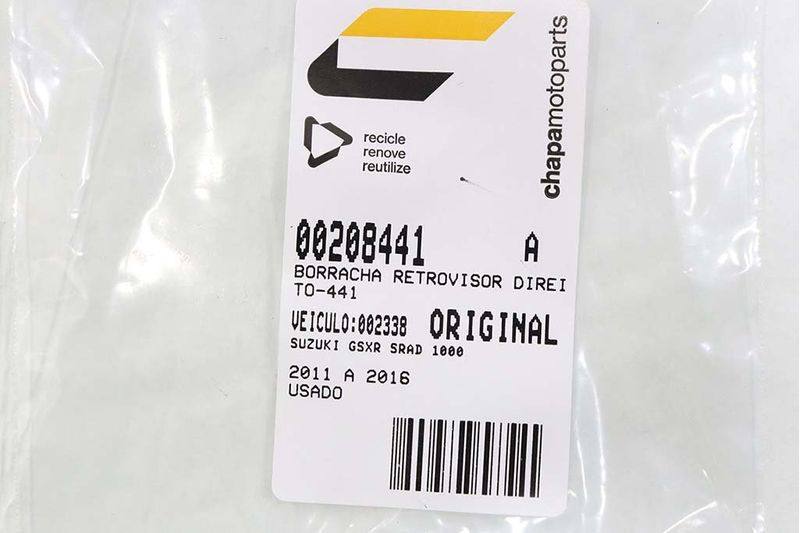 chapamotoparts
recicle
renove
reutilize
00208441 A
BORRACHA RETROVISOR DIREI
TO-441
VEICULO:002338 ORIGINAL
SUZUKI GSXR SRAD 1000
2011 A 2016
USADO